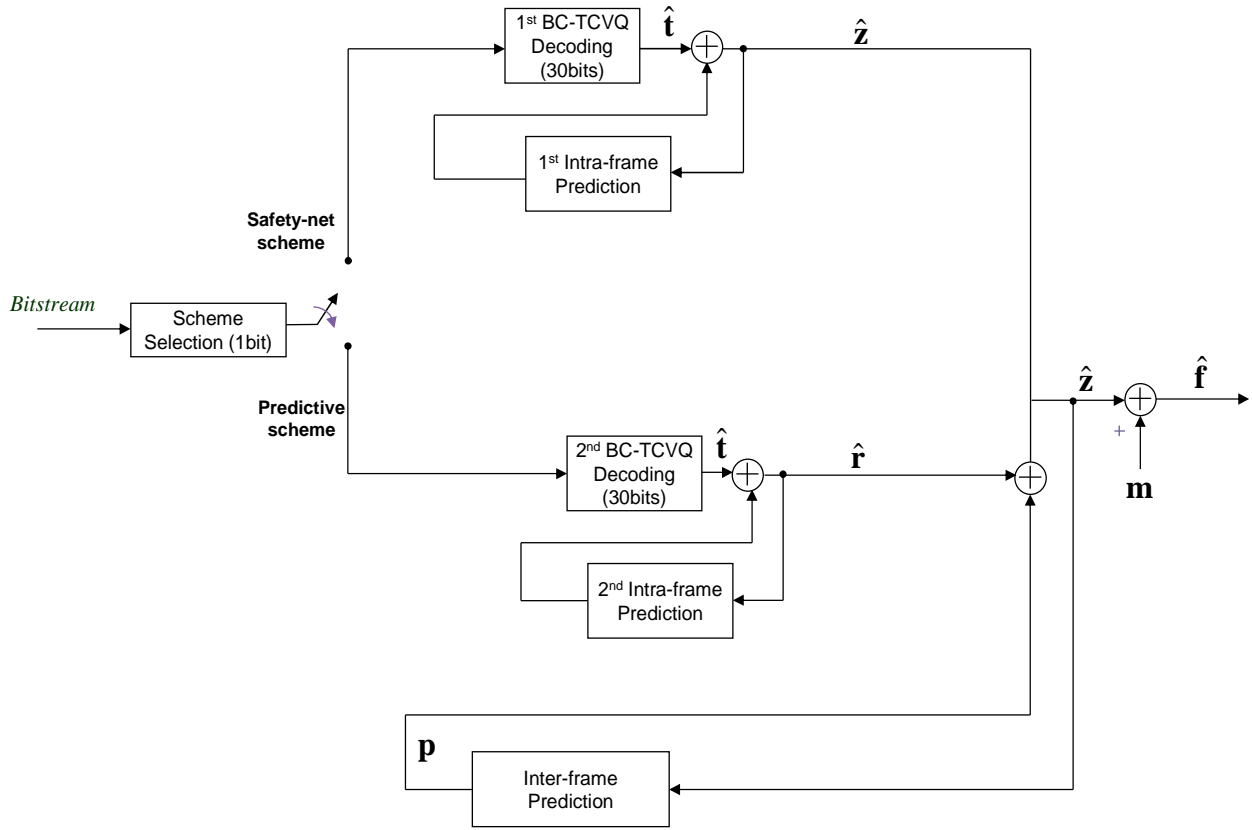 1st BC-TCVQ
Decoding
(30bits)
t̂
ẑ
1st Intra-frame
Prediction
Safety-net
scheme
Bitstream
Scheme
Selection (1bit)
Predictive
scheme
2nd BC-TCVQ
Decoding
(30bits)
t̂
r̂
ẑ
f̂
+
m
2nd Intra-frame
Prediction
p
Inter-frame
Prediction